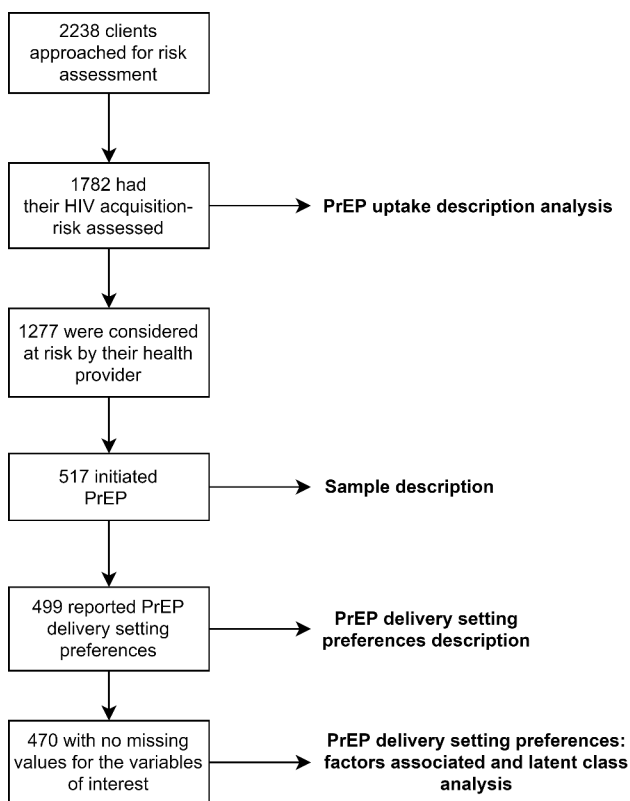 2238 clients
approached for risk
assessment
1782 had
their HIV acquisition-
risk assessed
PrEP uptake description analysis
1277 were considered
at risk by their health
provider
517 initiated
PrEP
Sample description
499 reported PrEP
delivery setting
preferences
PrEP delivery setting
preferences description
470 with no missing
values for the variables
of interest
PrEP delivery setting preferences:
factors associated and latent class
analysis